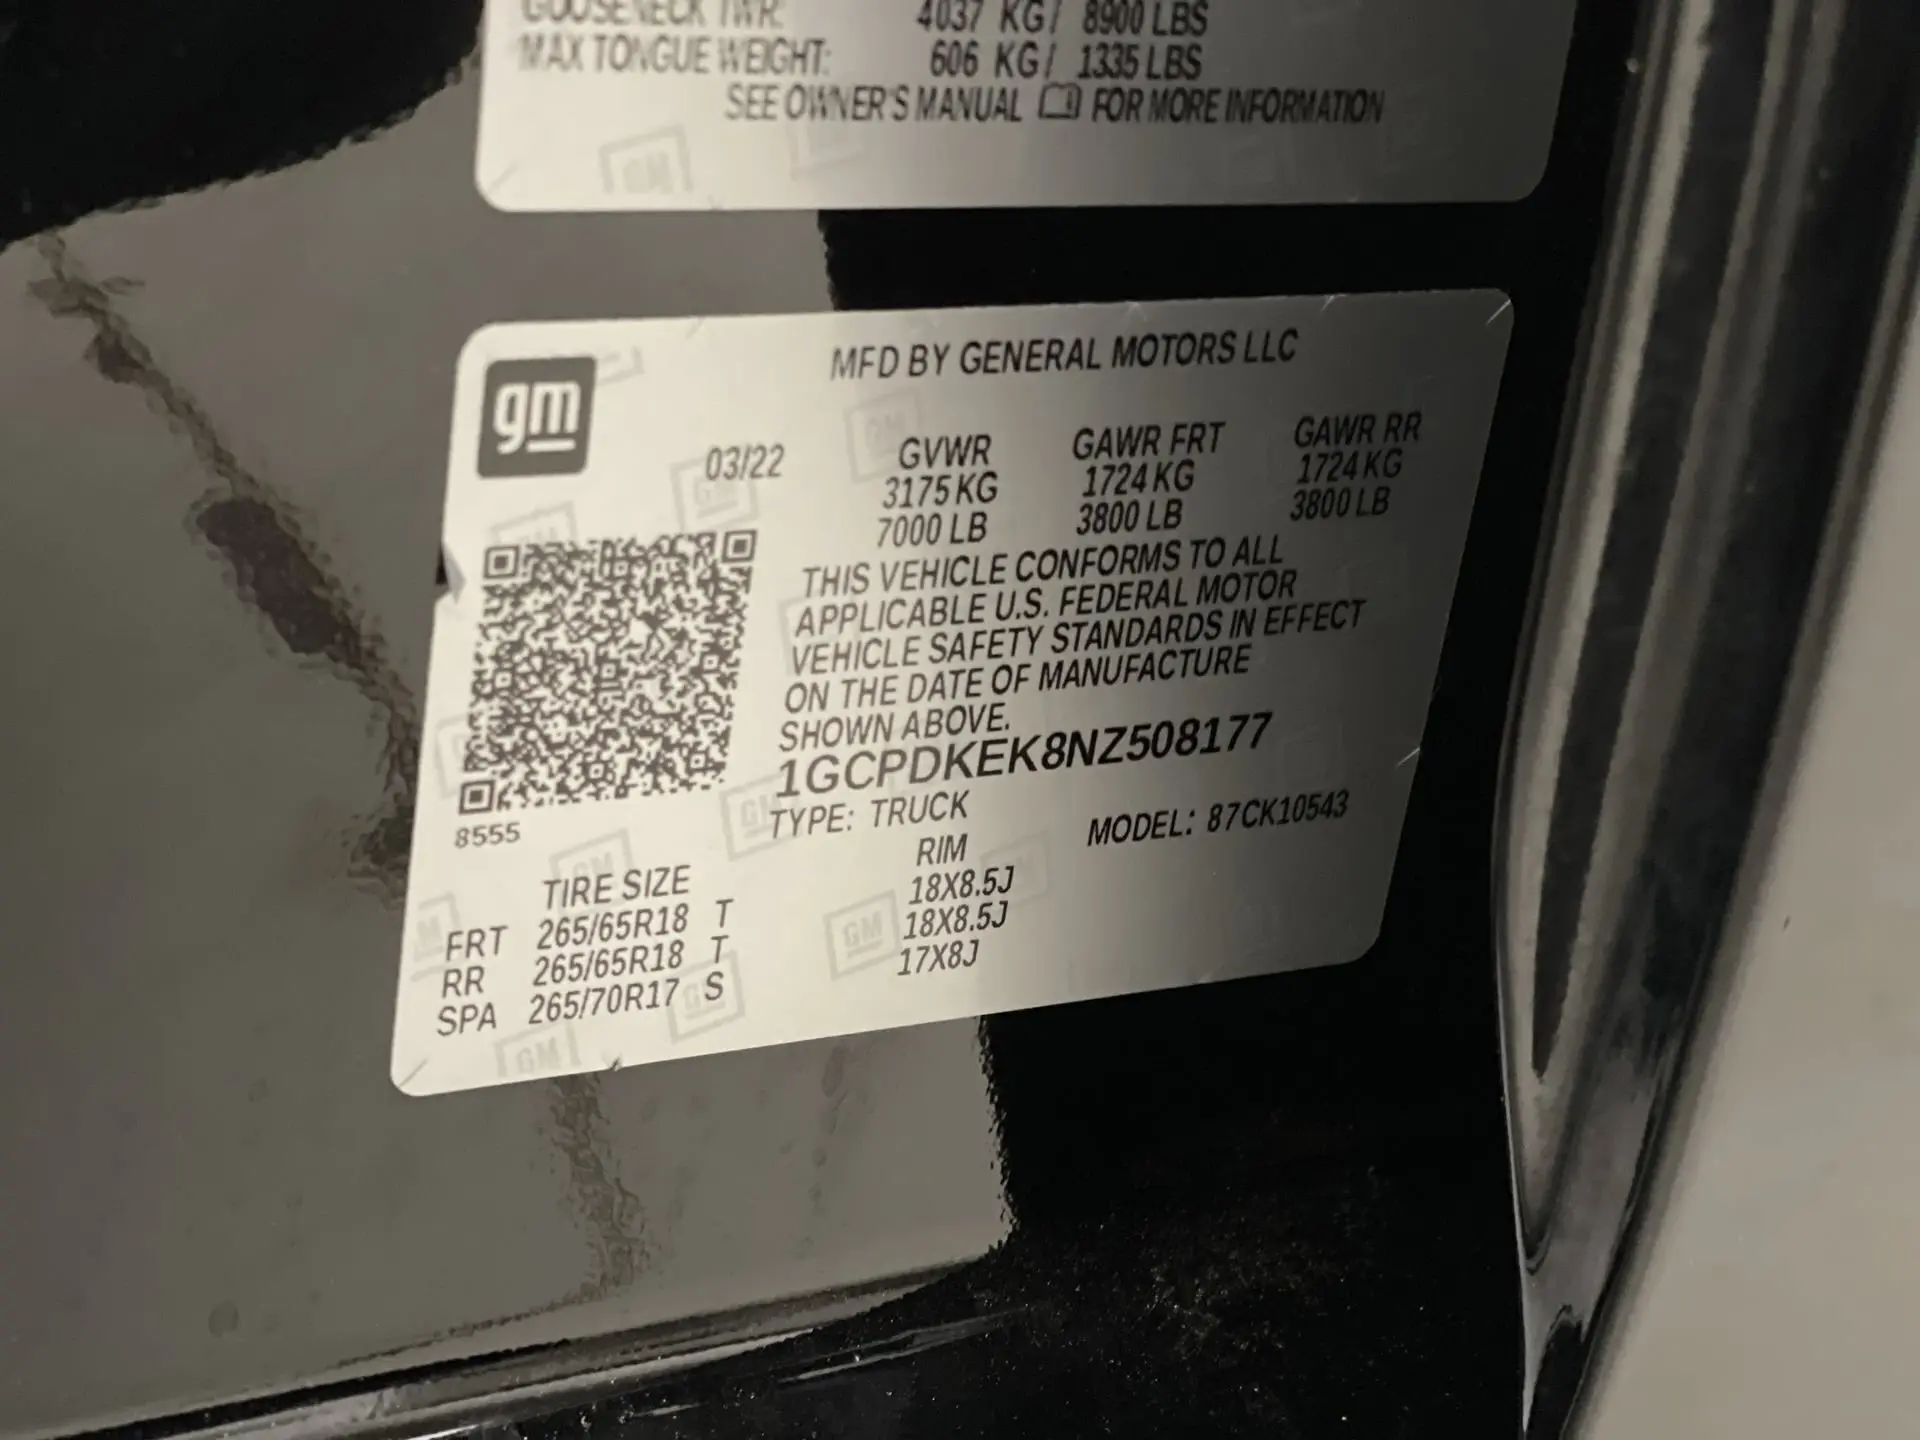 GOOSENECK TWR: 4037 KG / 8900 LBS
MAX TONGUE WEIGHT: 606 KG / 1335 LBS
SEE OWNER'S MANUAL FOR MORE INFORMATION
gm
MFD BY GENERAL MOTORS LLC
03/22 GVWR GAWR FRT GAWR RR
3175 KG 1724 KG 1724 KG
7000 LB 3800 LB 3800 LB
THIS VEHICLE CONFORMS TO ALL
APPLICABLE U.S. FEDERAL MOTOR
VEHICLE SAFETY STANDARDS IN EFFECT
ON THE DATE OF MANUFACTURE
SHOWN ABOVE.
1GCPDKEK8NZ508177
TYPE: TRUCK MODEL: 87CK10543
8555
TIRE SIZE RIM
FRT 265/65R18 T 18X8.5J
RR 265/65R18 T 18X8.5J
SPA 265/70R17 S 17X8J